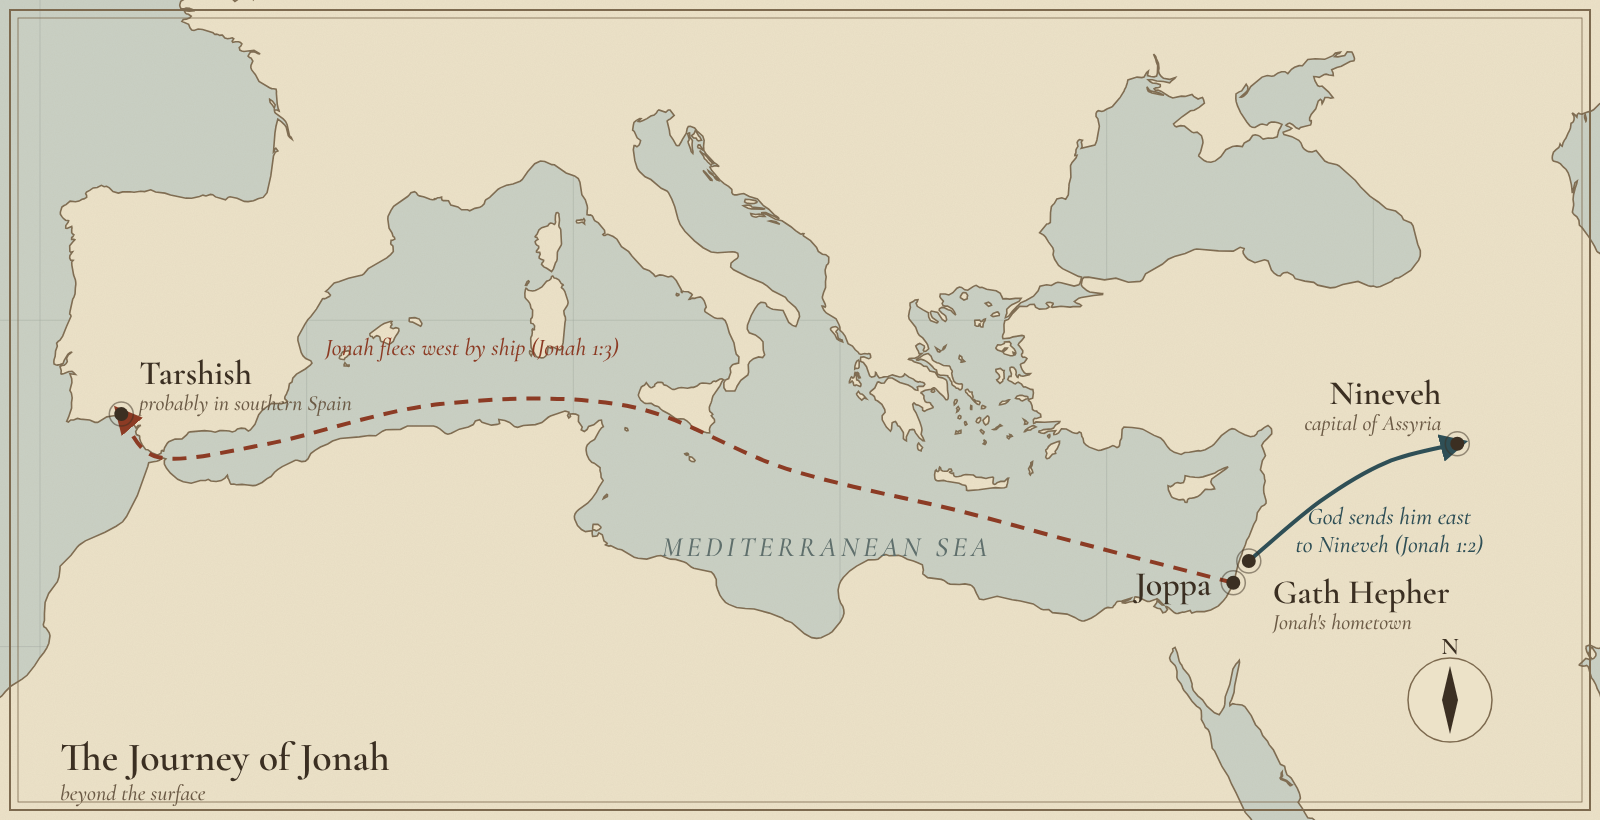 Jonah flees west by ship (Jonah 1:3)
Tarshish
probably in southern Spain
Nineveh
capital of Assyria
God sends him east
to Nineveh (Jonah 1:2)
MEDITERRANEAN SEA
Joppa
Gath Hepher
Jonah's hometown
N
The Journey of Jonah
beyond the surface